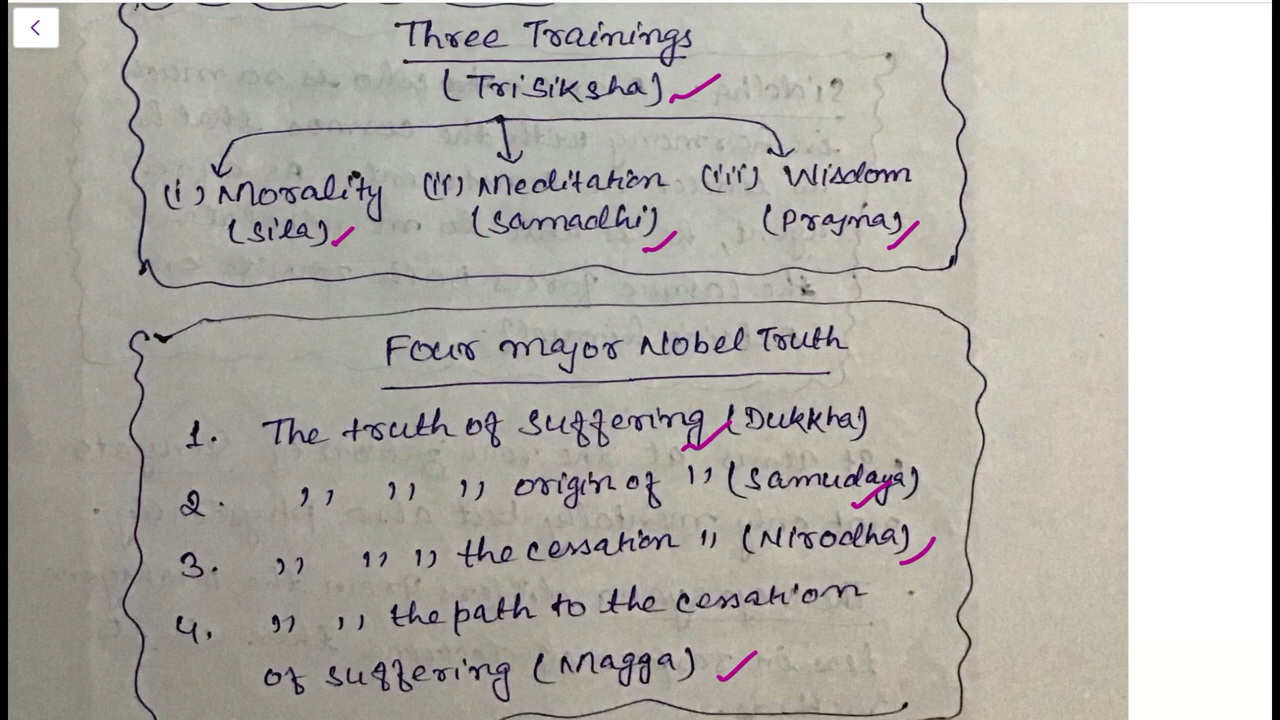 Three Trainings
(Trisiksha)
(i) Morality (ii) Meditation (iii) Wisdom
(Sila) (Samadhi) (Prajna)
Four major Nobel Truth
1. The truth of suffering (Dukkha)
2. ,, ,, ,, origin of ,, (Samudaya)
3. ,, ,, ,, the cessation ,, (Nirodha)
4. ,, ,, the path to the cessation
of suffering (Magga)